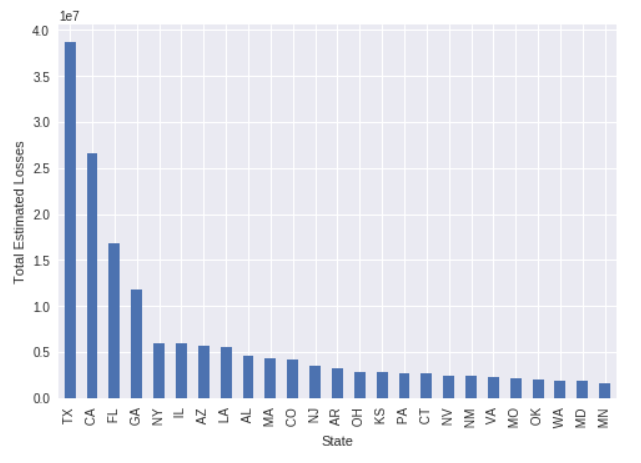 1e7
4.0
3.5
3.0
2.5
2.0
1.5
1.0
0.5
0.0
Total Estimated Losses
TX CA FL GA NY IL AZ LA AL MA CO NJ AR OH KS PA CT NV NM VA MO OK WA MD MN
State